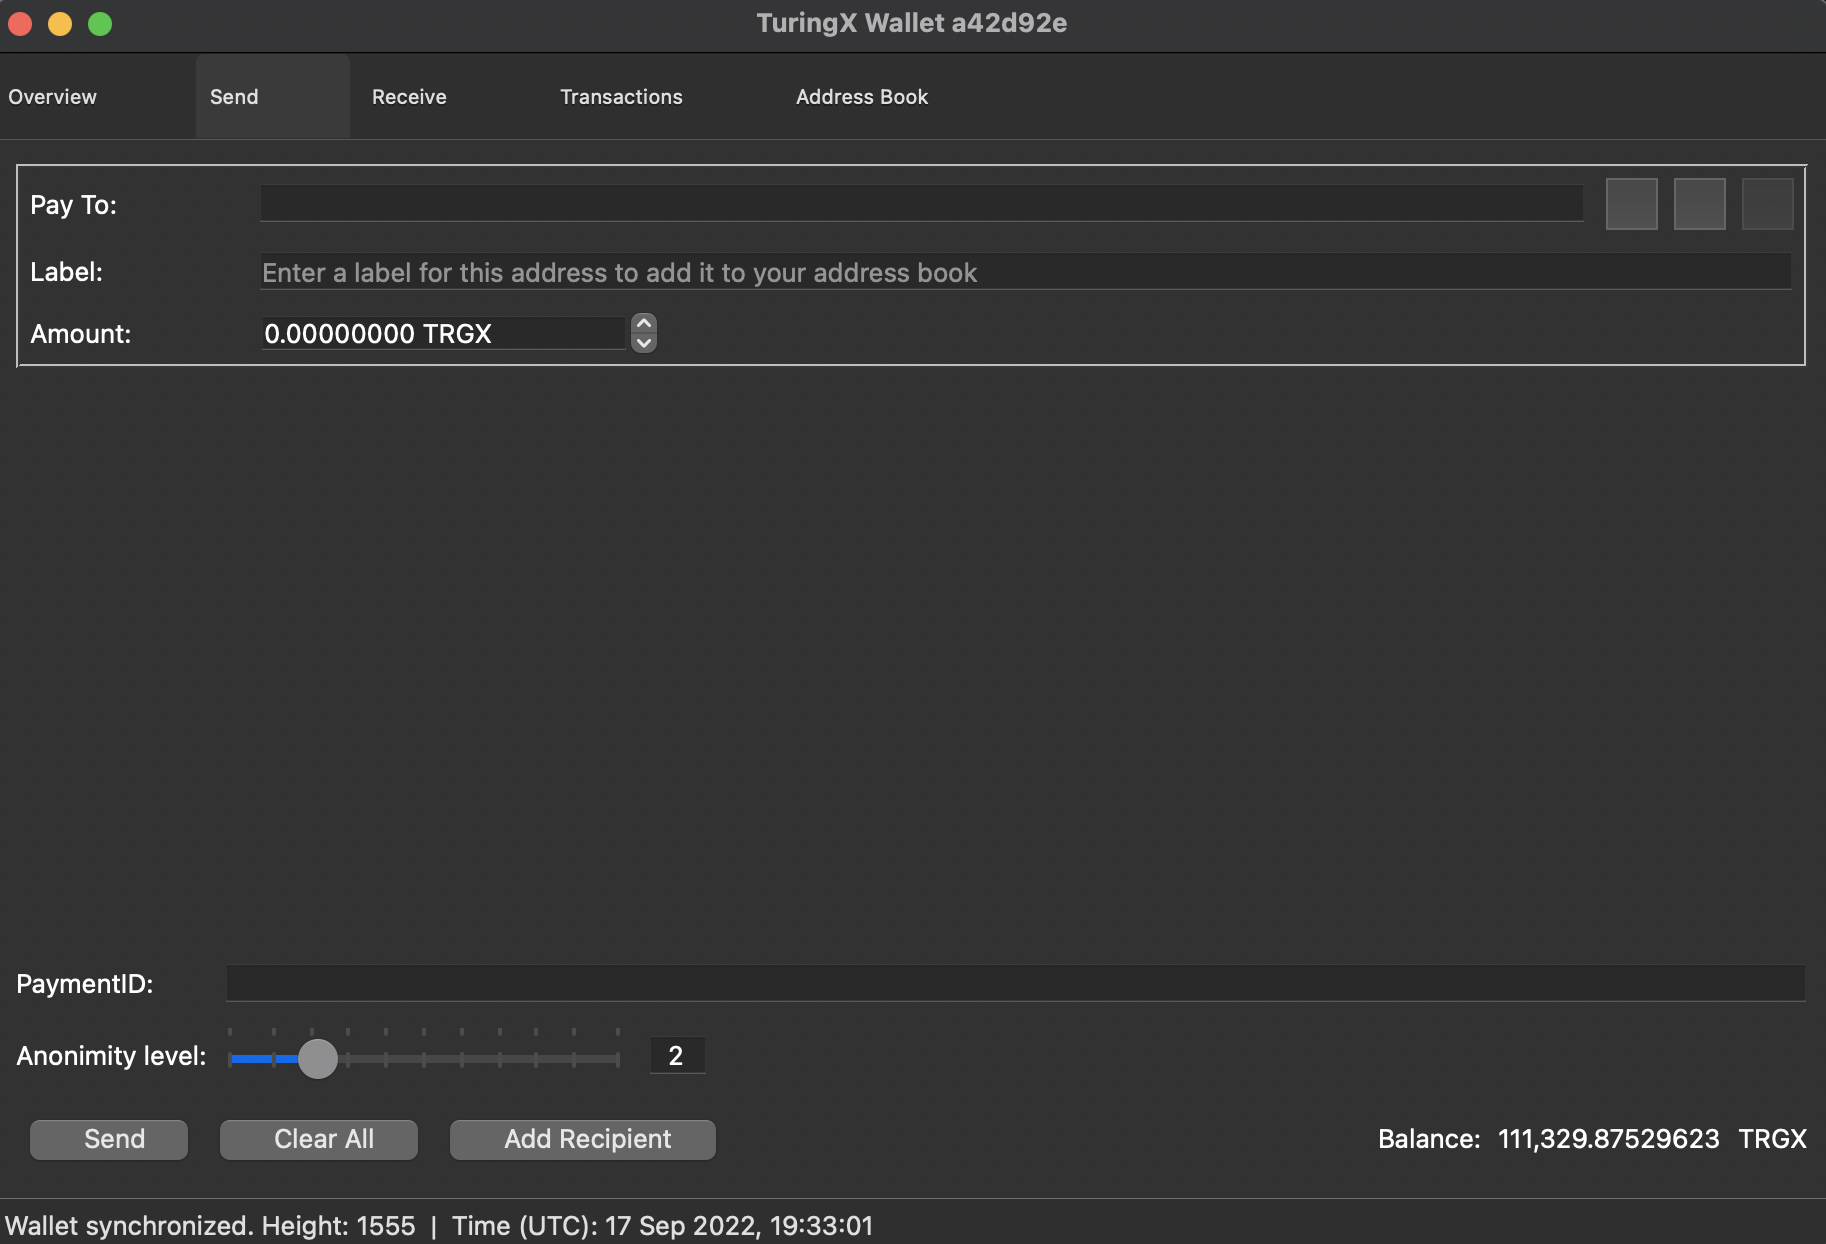 TuringX Wallet a42d92e
Overview Send Receive Transactions Address Book
Pay To:
Label: Enter a label for this address to add it to your address book
Amount: 0.00000000 TRGX
PaymentID:
Anonimity level: 2
Send Clear All Add Recipient Balance: 111,329.87529623 TRGX
Wallet synchronized. Height: 1555 | Time (UTC): 17 Sep 2022, 19:33:01